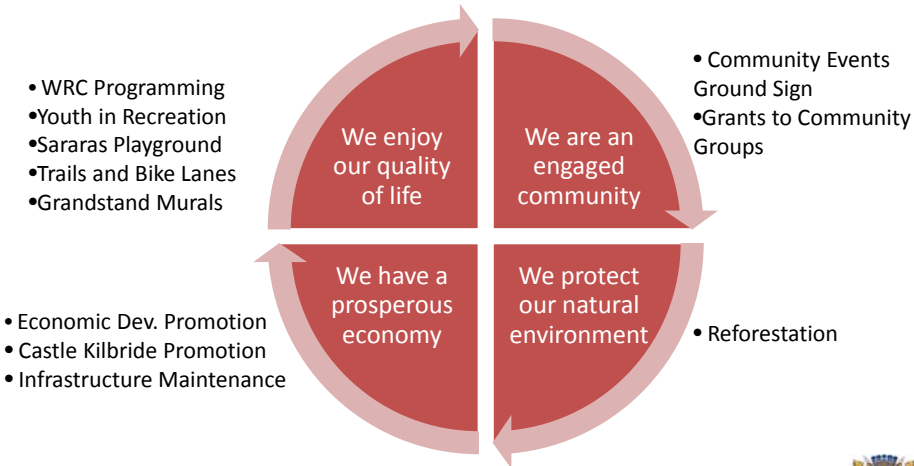 • WRC Programming
•Youth in Recreation
•Sararas Playground
•Trails and Bike Lanes
•Grandstand Murals
We enjoy
our quality
of life
We are an
engaged
community
• Community Events
Ground Sign
•Grants to Community
Groups
• Economic Dev. Promotion
• Castle Kilbride Promotion
• Infrastructure Maintenance
We have a
prosperous
economy
We protect
our natural
environment
• Reforestation